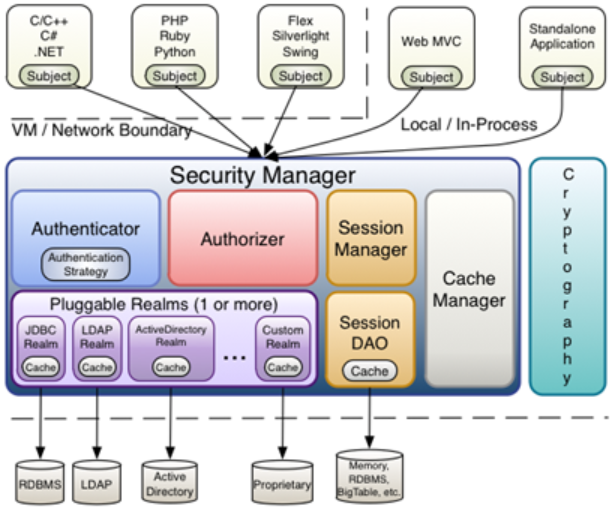 C/C++
C#
.NET
Subject
PHP
Ruby
Python
Subject
Flex
Silverlight
Swing
Subject
Web MVC
Subject
Standalone
Application
Subject
VM / Network Boundary
Local / In-Process
Security Manager
Authenticator
Authentication
Strategy
Authorizer
Session
Manager
Cache
Manager
Cryptography
Pluggable Realms (1 or more)
JDBC
Realm
Cache
LDAP
Realm
Cache
ActiveDirectory
Realm
Cache
...
Custom
Realm
Cache
Session
DAO
Cache
RDBMS
LDAP
Active
Directory
Proprietary
Memory,
RDBMS,
BigTable, etc.